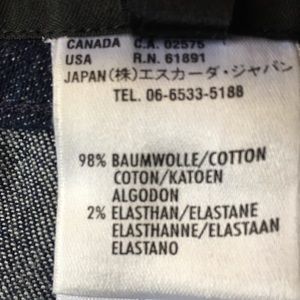 CANADA C.A. 02575
USA R.N. 61891
JAPAN (株)エスカーダ・ジャパン
TEL. 06-6533-5188
98% BAUMWOLLE/COTTON
COTON/KATOEN
ALGODON
2% ELASTHAN/ELASTANE
ELASTHANNE/ELASTAAN
ELASTANO